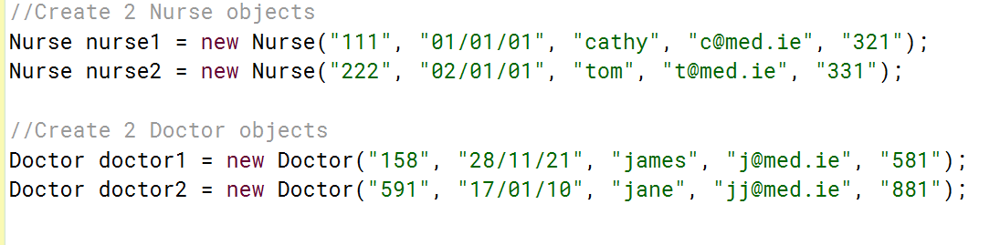 //Create 2 Nurse objects
Nurse nurse1 = new Nurse("111", "01/01/01", "cathy", "c@med.ie", "321");
Nurse nurse2 = new Nurse("222", "02/01/01", "tom", "t@med.ie", "331");
//Create 2 Doctor objects
Doctor doctor1 = new Doctor("158", "28/11/21", "james", "j@med.ie", "581");
Doctor doctor2 = new Doctor("591", "17/01/10", "jane", "jj@med.ie", "881");